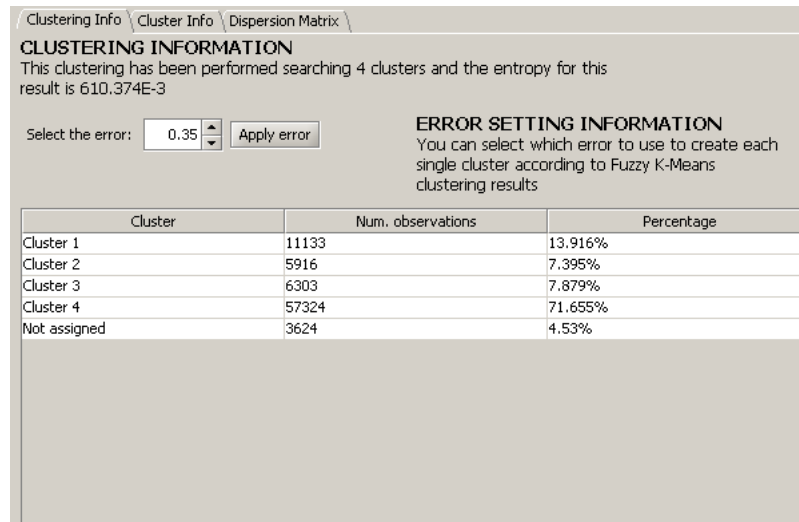 Clustering Info Cluster Info Dispersion Matrix
CLUSTERING INFORMATION
This clustering has been performed searching 4 clusters and the entropy for this
result is 610.374E-3
Select the error: 0.35 Apply error
ERROR SETTING INFORMATION
You can select which error to use to create each
single cluster according to Fuzzy K-Means
clustering results
Cluster Num. observations Percentage
Cluster 1 11133 13.916%
Cluster 2 5916 7.395%
Cluster 3 6303 7.879%
Cluster 4 57324 71.655%
Not assigned 3624 4.53%